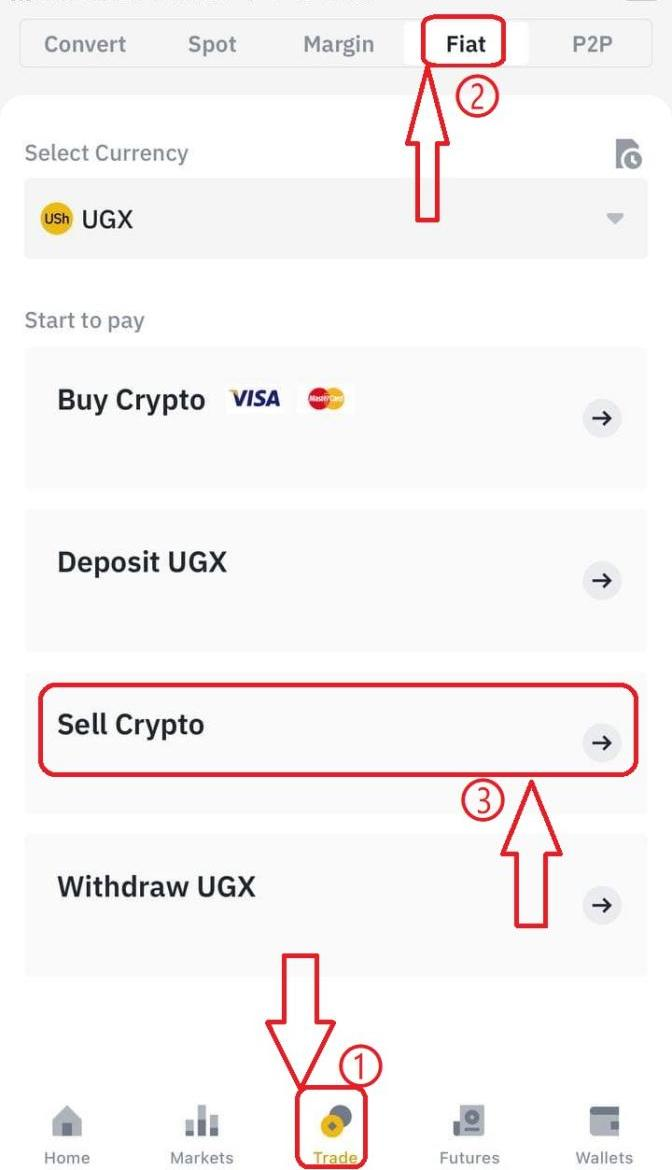 Convert Spot Margin Fiat P2P
②
Select Currency
USh UGX
Start to pay
Buy Crypto VISA MasterCard
Deposit UGX
Sell Crypto
③
Withdraw UGX
①
Home Markets Trade Futures Wallets